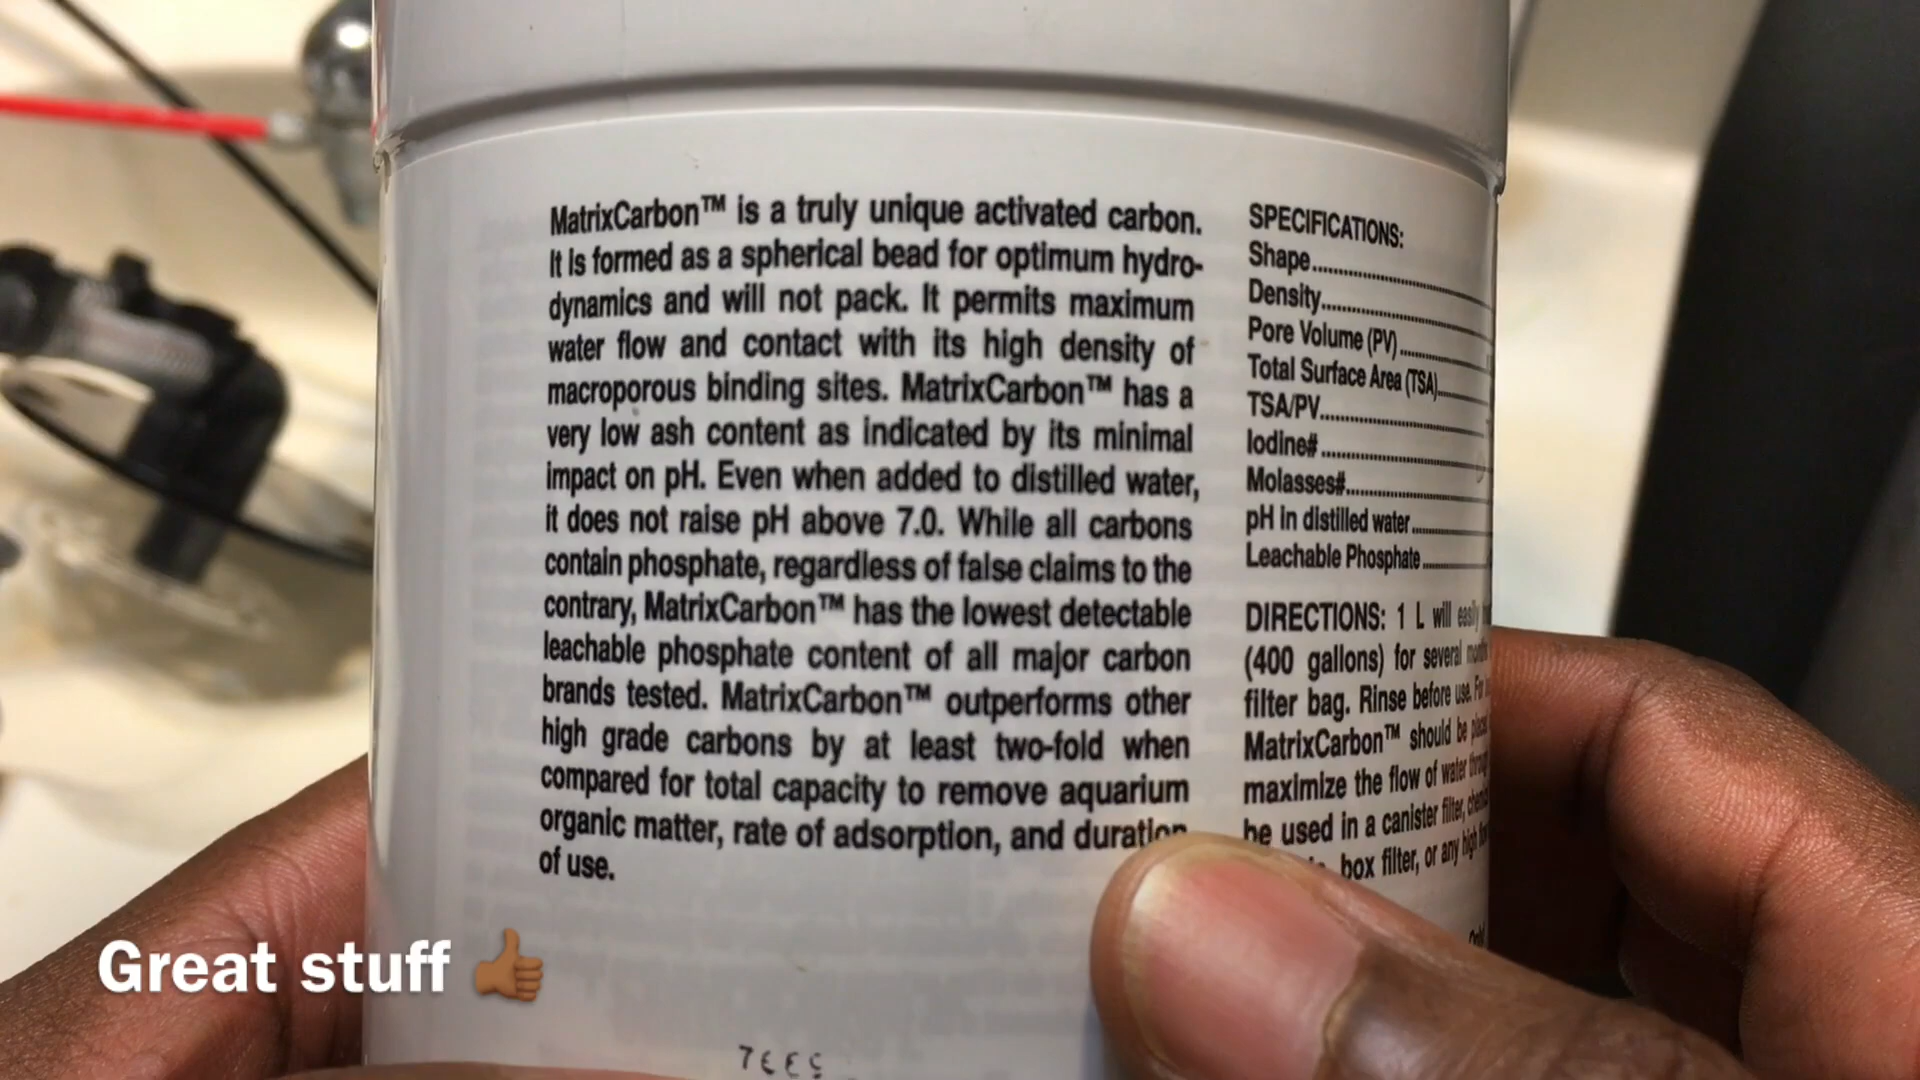 MatrixCarbon™ is a truly unique activated carbon.
It is formed as a spherical bead for optimum hydro-
dynamics and will not pack. It permits maximum
water flow and contact with its high density of
macroporous binding sites. MatrixCarbon™ has a
very low ash content as indicated by its minimal
impact on pH. Even when added to distilled water,
it does not raise pH above 7.0. While all carbons
contain phosphate, regardless of false claims to the
contrary, MatrixCarbon™ has the lowest detectable
leachable phosphate content of all major carbon
brands tested. MatrixCarbon™ outperforms other
high grade carbons by at least two-fold when
compared for total capacity to remove aquarium
organic matter, rate of adsorption, and duration
of use.
SPECIFICATIONS:
Shape
Density
Pore Volume (PV)
Total Surface Area (TSA)
TSA/PV
Iodine#
Molasses#
pH in distilled water
Leachable Phosphate
DIRECTIONS: 1 L will easily
(400 gallons) for several
filter bag. Rinse before use. For
MatrixCarbon™ should be
maximize the flow of water
be used in a canister filter,
box filter, or any high
Great stuff 👍🏾